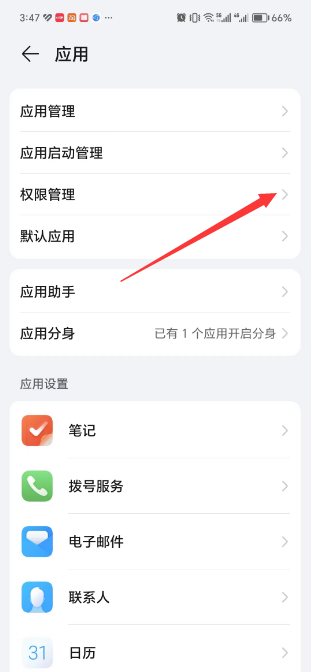 3:47 66%
应用
应用管理
应用启动管理
权限管理
默认应用
应用助手
应用分身 已有 1 个应用开启分身
应用设置
笔记
拨号服务
电子邮件
联系人
31 日历